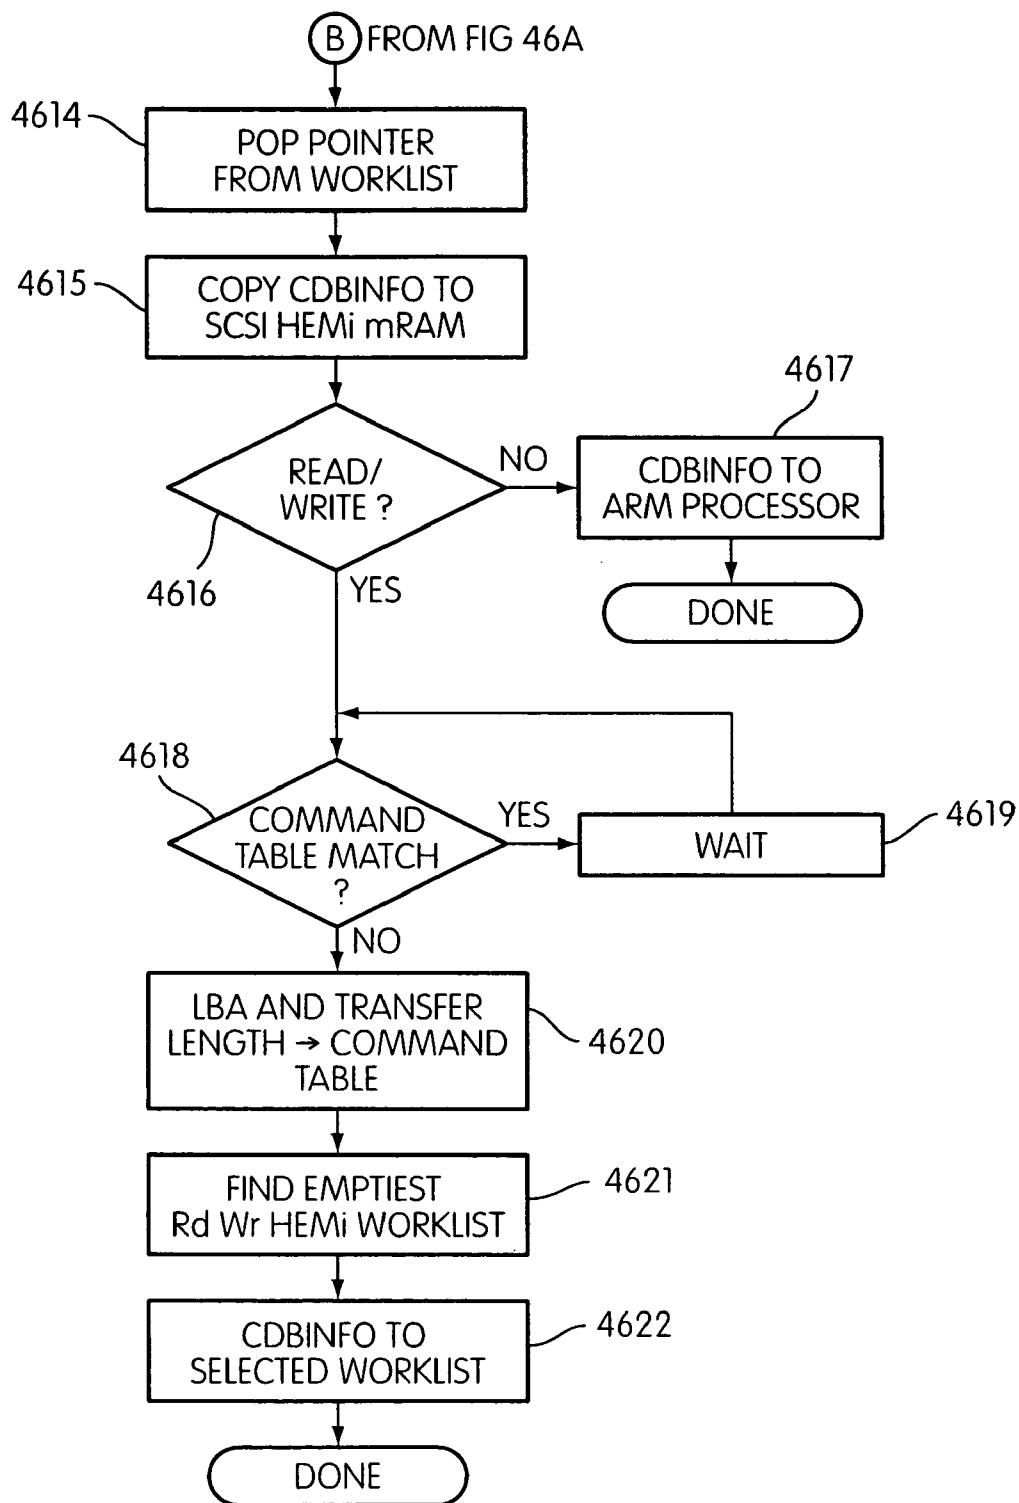 B FROM FIG 46A
4614
POP POINTER
FROM WORKLIST
4615
COPY CDBINFO TO
SCSI HEMi mRAM
4616
READ/
WRITE ?
NO
4617
CDBINFO TO
ARM PROCESSOR
DONE
YES
4618
COMMAND
TABLE MATCH
?
YES
WAIT
4619
NO
LBA AND TRANSFER
LENGTH → COMMAND
TABLE
4620
FIND EMPTIEST
Rd Wr HEMi WORKLIST
4621
CDBINFO TO
SELECTED WORKLIST
4622
DONE